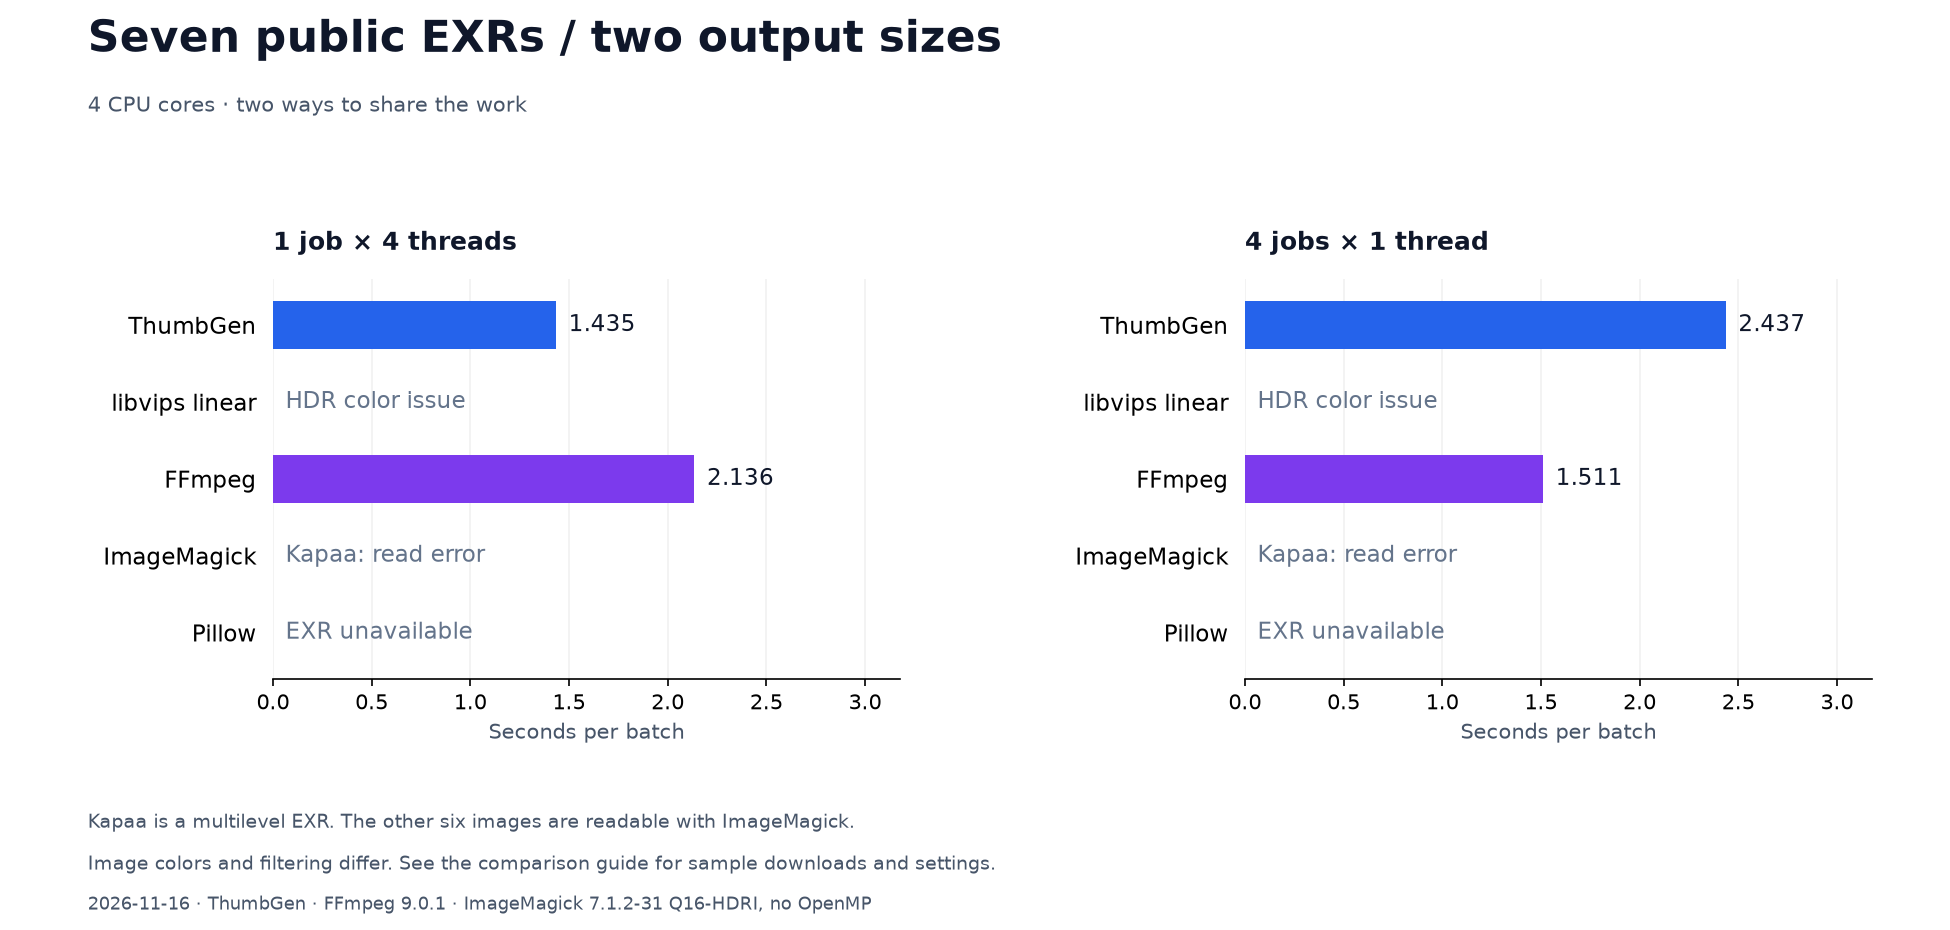 Seven public EXRs / two output sizes
4 CPU cores · two ways to share the work
1 job × 4 threads
ThumbGen
1.435
libvips linear
HDR color issue
FFmpeg
2.136
ImageMagick
Kapaa: read error
Pillow
EXR unavailable
0.0 0.5 1.0 1.5 2.0 2.5 3.0
Seconds per batch
4 jobs × 1 thread
ThumbGen
2.437
libvips linear
HDR color issue
FFmpeg
1.511
ImageMagick
Kapaa: read error
Pillow
EXR unavailable
0.0 0.5 1.0 1.5 2.0 2.5 3.0
Seconds per batch
Kapaa is a multilevel EXR. The other six images are readable with ImageMagick.
Image colors and filtering differ. See the comparison guide for sample downloads and settings.
2026-11-16 · ThumbGen · FFmpeg 9.0.1 · ImageMagick 7.1.2-31 Q16-HDRI, no OpenMP